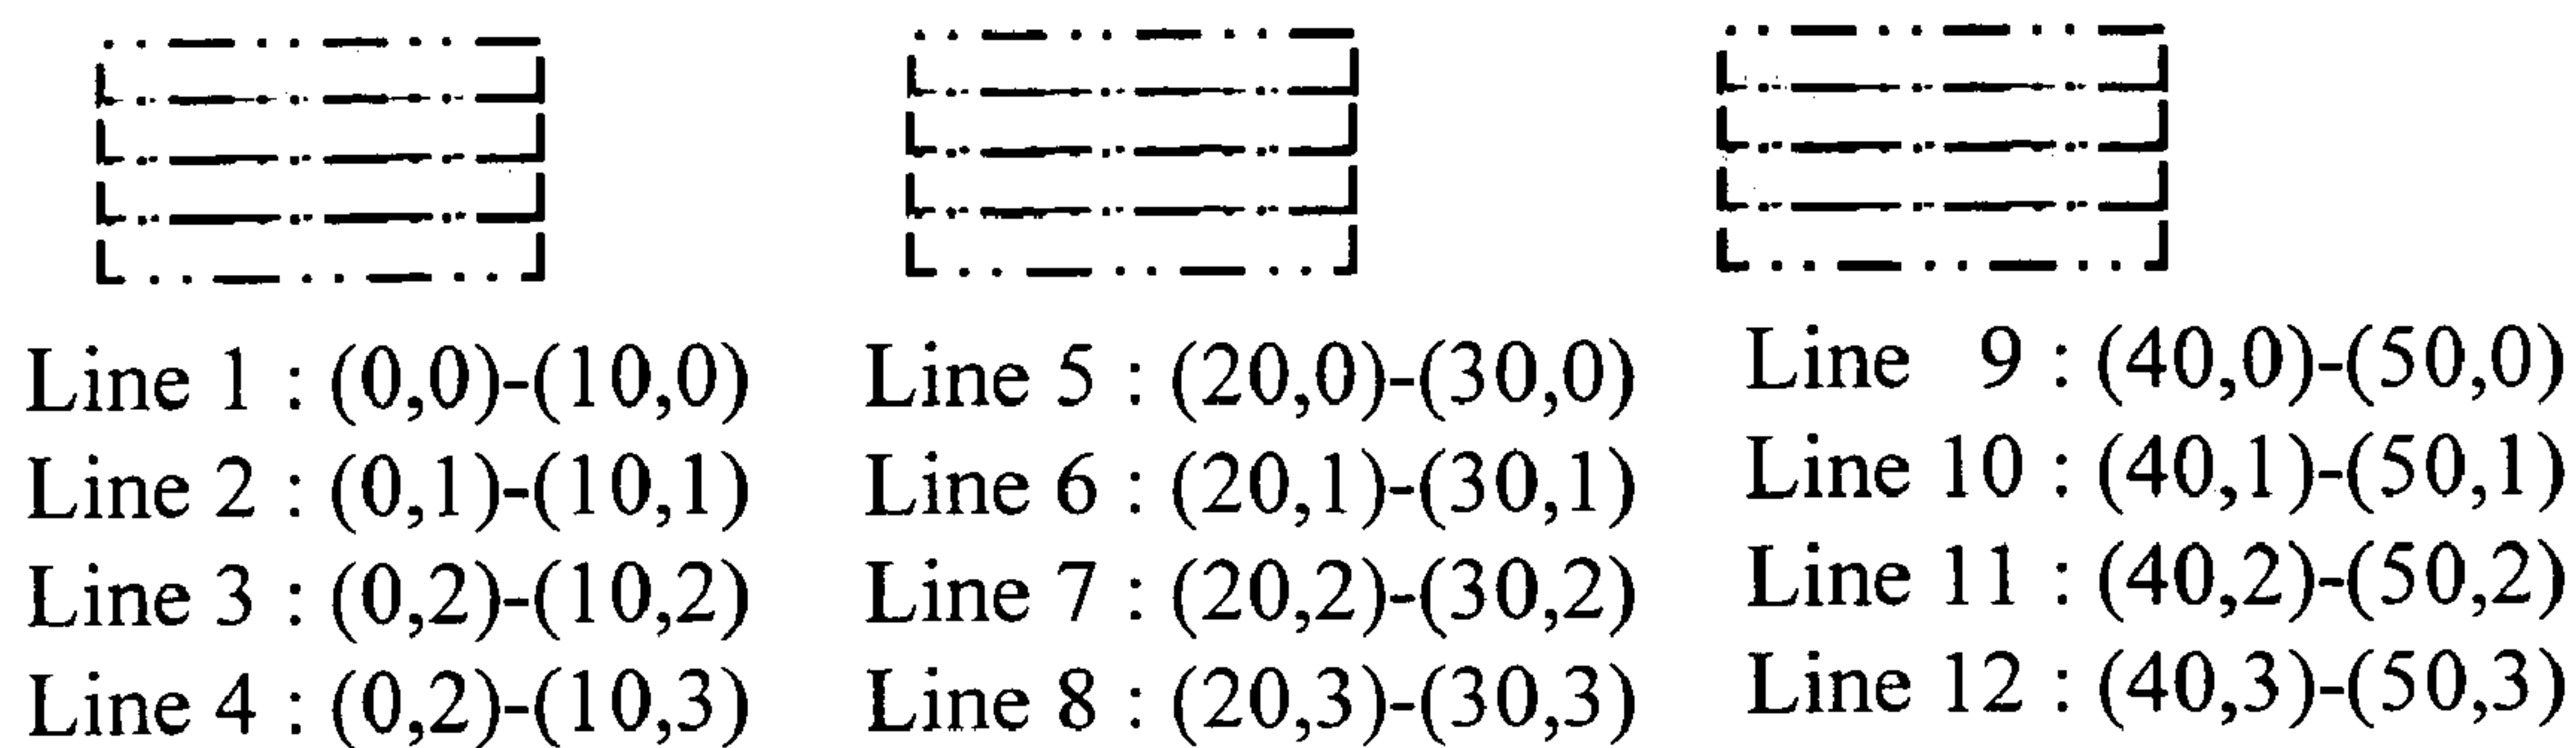 Line 1 : (0,0)-(10,0)
Line 2 : (0,1)-(10,1)
Line 3 : (0,2)-(10,2)
Line 4 : (0,2)-(10,3)
Line 5 : (20,0)-(30,0)
Line 6 : (20,1)-(30,1)
Line 7 : (20,2)-(30,2)
Line 8 : (20,3)-(30,3)
Line 9 : (40,0)-(50,0)
Line 10 : (40,1)-(50,1)
Line 11 : (40,2)-(50,2)
Line 12 : (40,3)-(50,3)